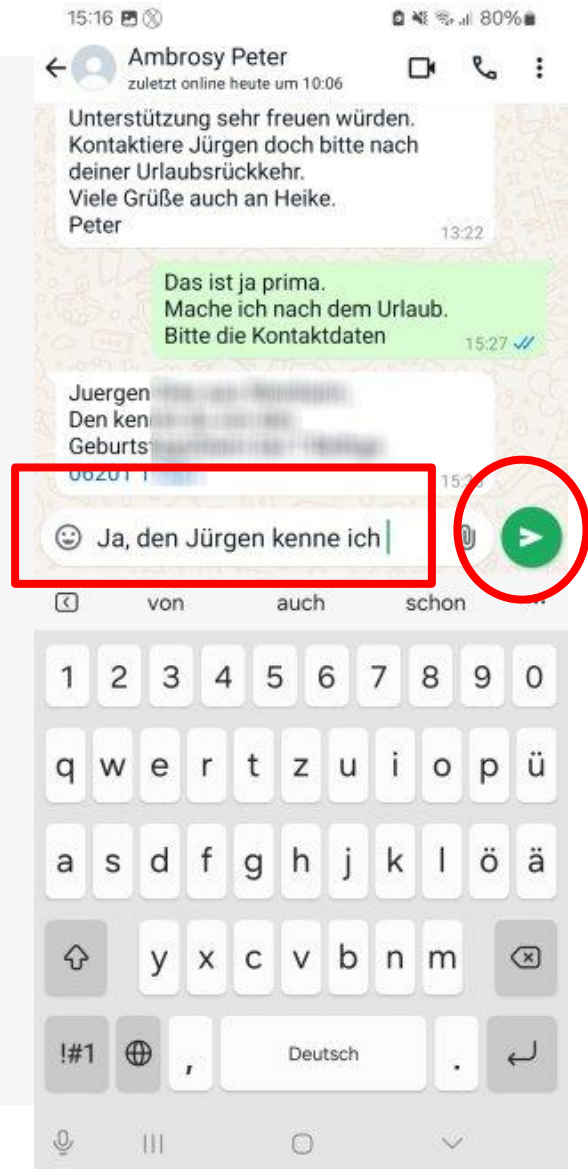 15:16 80%
Ambrosy Peter
zuletzt online heute um 10:06
Unterstützung sehr freuen würden.
Kontaktiere Jürgen doch bitte nach
deiner Urlaubsrückkehr.
Viele Grüße auch an Heike.
Peter
13:22
Das ist ja prima.
Mache ich nach dem Urlaub.
Bitte die Kontaktdaten
15:27
Juergen
Den
06201
Ja, den Jürgen kenne ich
von auch schon ...
1 2 3 4 5 6 7 8 9 0
q w e r t z u i o p ü
a s d f g h j k l ö ä
y x c v b n m
!#1 , Deutsch .